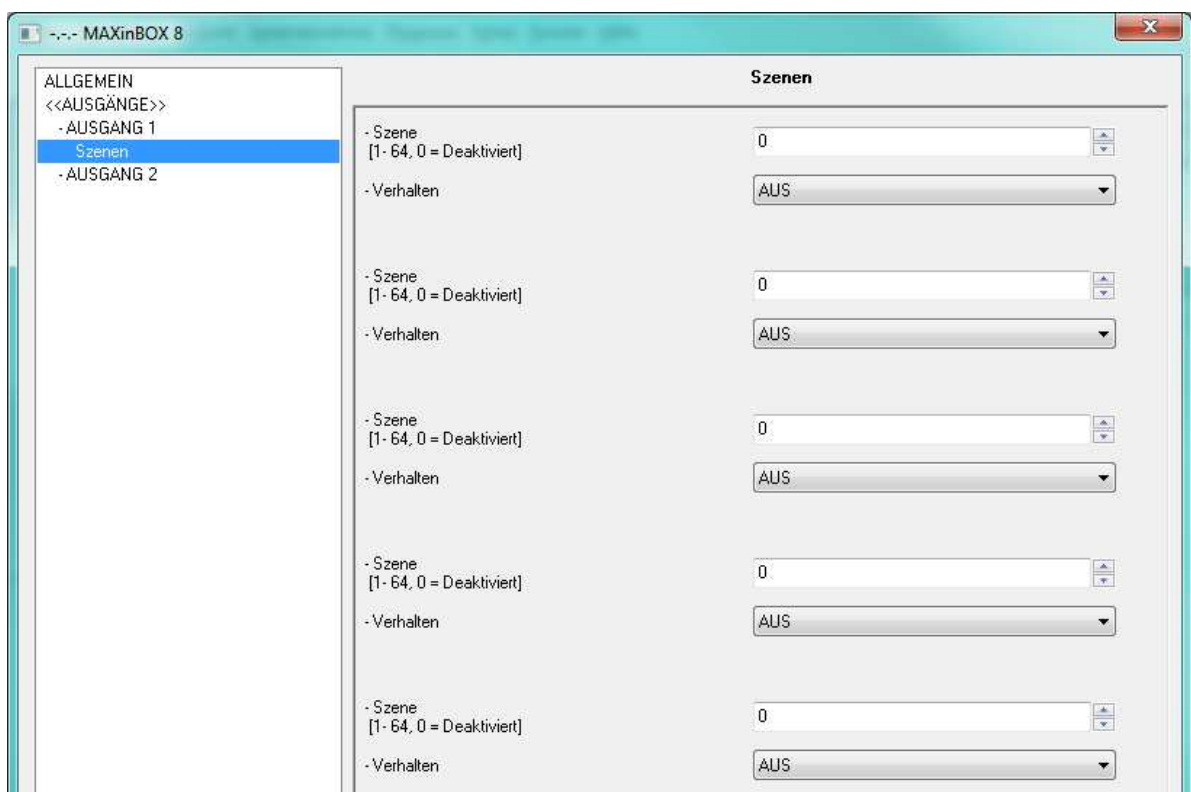 -.-.- MAXinBOX 8
ALLGEMEIN
<<AUSGÄNGE>>
- AUSGANG 1
Szenen
- AUSGANG 2
Szenen
- Szene
[1- 64, 0 = Deaktiviert]
0
- Verhalten
AUS
- Szene
[1- 64, 0 = Deaktiviert]
0
- Verhalten
AUS
- Szene
[1- 64, 0 = Deaktiviert]
0
- Verhalten
AUS
- Szene
[1- 64, 0 = Deaktiviert]
0
- Verhalten
AUS
- Szene
[1- 64, 0 = Deaktiviert]
0
- Verhalten
AUS